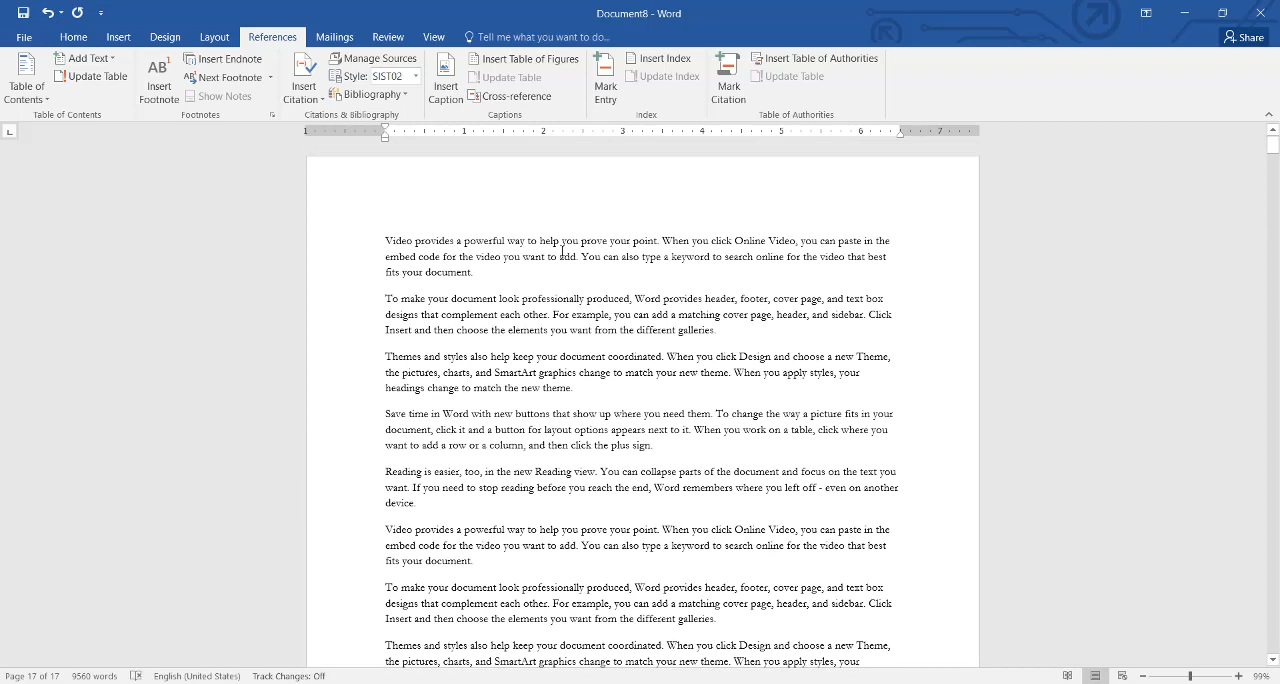 Document8 - Word
Share
File Home Insert Design Layout References Mailings Review View Tell me what you want to do...
Table of Contents
Add Text
Update Table
Table of Contents
AB1
Insert Footnote
Insert Endnote
Next Footnote
Show Notes
Footnotes
Insert Citation
Manage Sources
Style: SIST02
Bibliography
Citations & Bibliography
Insert Caption
Insert Table of Figures
Update Table
Cross-reference
Captions
Mark Entry
Insert Index
Update Index
Index
Mark Citation
Insert Table of Authorities
Update Table
Table of Authorities
1 1 2 3 4 5 6 7
Video provides a powerful way to help you prove your point. When you click Online Video, you can paste in the
embed code for the video you want to add. You can also type a keyword to search online for the video that best
fits your document.
To make your document look professionally produced, Word provides header, footer, cover page, and text box
designs that complement each other. For example, you can add a matching cover page, header, and sidebar. Click
Insert and then choose the elements you want from the different galleries.
Themes and styles also help keep your document coordinated. When you click Design and choose a new Theme,
the pictures, charts, and SmartArt graphics change to match your new theme. When you apply styles, your
headings change to match the new theme.
Save time in Word with new buttons that show up where you need them. To change the way a picture fits in your
document, click it and a button for layout options appears next to it. When you work on a table, click where you
want to add a row or a column, and then click the plus sign.
Reading is easier, too, in the new Reading view. You can collapse parts of the document and focus on the text you
want. If you need to stop reading before you reach the end, Word remembers where you left off - even on another
device.
Video provides a powerful way to help you prove your point. When you click Online Video, you can paste in the
embed code for the video you want to add. You can also type a keyword to search online for the video that best
fits your document.
To make your document look professionally produced, Word provides header, footer, cover page, and text box
designs that complement each other. For example, you can add a matching cover page, header, and sidebar. Click
Insert and then choose the elements you want from the different galleries.
Themes and styles also help keep your document coordinated. When you click Design and choose a new Theme,
the pictures, charts, and SmartArt graphics change to match your new theme. When you apply styles, your
Page 17 of 17 9560 words English (United States) Track Changes: Off 99%